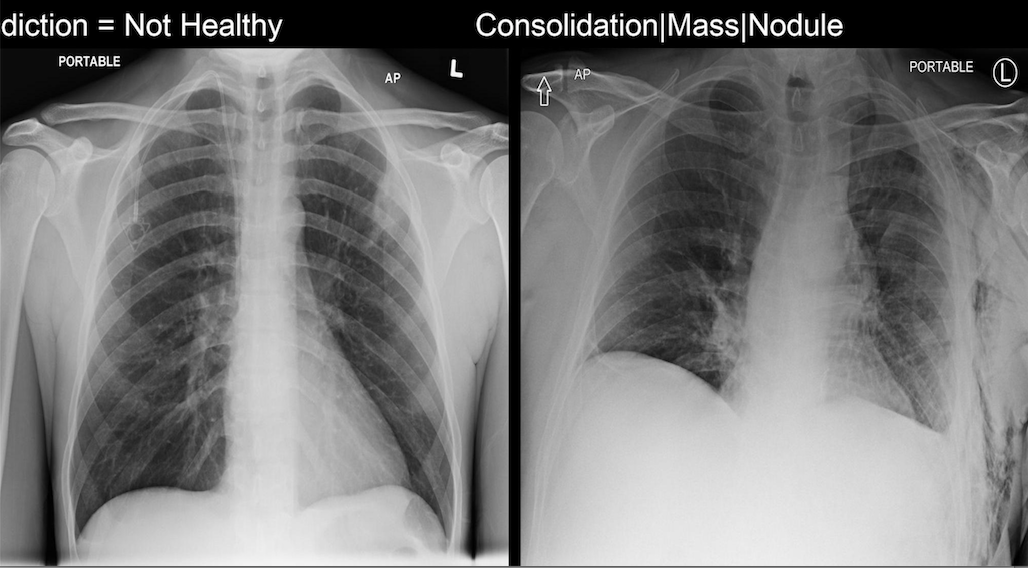 diction = Not Healthy
Consolidation|Mass|Nodule
PORTABLE
AP
L
AP
PORTABLE
L